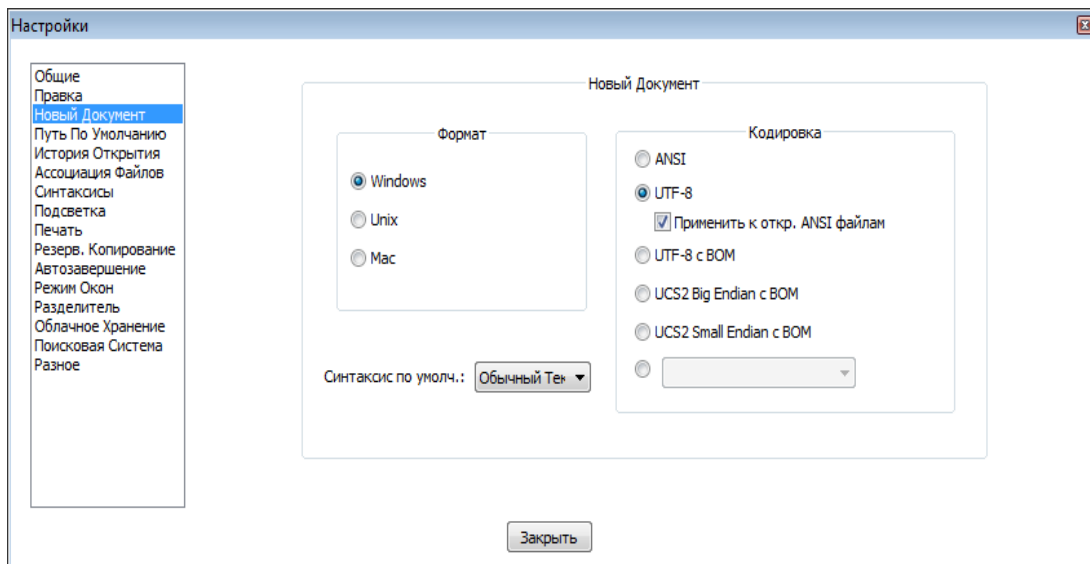 Настройки
Общие
Правка
Новый Документ
Путь По Умолчанию
История Открытия
Ассоциация Файлов
Синтаксисы
Подсветка
Печать
Резерв. Копирование
Автозавершение
Режим Окон
Разделитель
Облачное Хранение
Поисковая Система
Разное
Новый Документ
Формат
Windows
Unix
Mac
Синтаксис по умолч.: Обычный Тек
Кодировка
ANSI
UTF-8
Применить к откр. ANSI файлам
UTF-8 с BOM
UCS2 Big Endian с BOM
UCS2 Small Endian с BOM
Закрыть